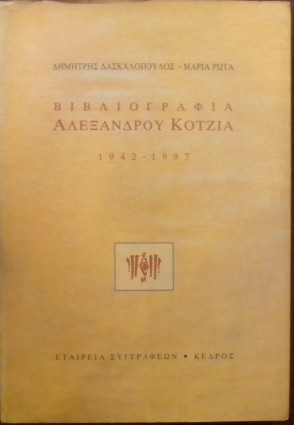 ΔΗΜΗΤΡΗΣ ΔΑΣΚΑΛΟΠΟΥΛΟΣ - ΜΑΡΙΑ ΡΩΤΑ
ΒΙΒΛΙΟΓΡΑΦΙΑ
ΑΛΕΞΑΝΔΡΟΥ ΚΟΤΖΙΑ
1942 - 1997
ΕΤΑΙΡΕΙΑ ΣΥΓΓΡΑΦΕΩΝ • ΚΕΔΡΟΣ